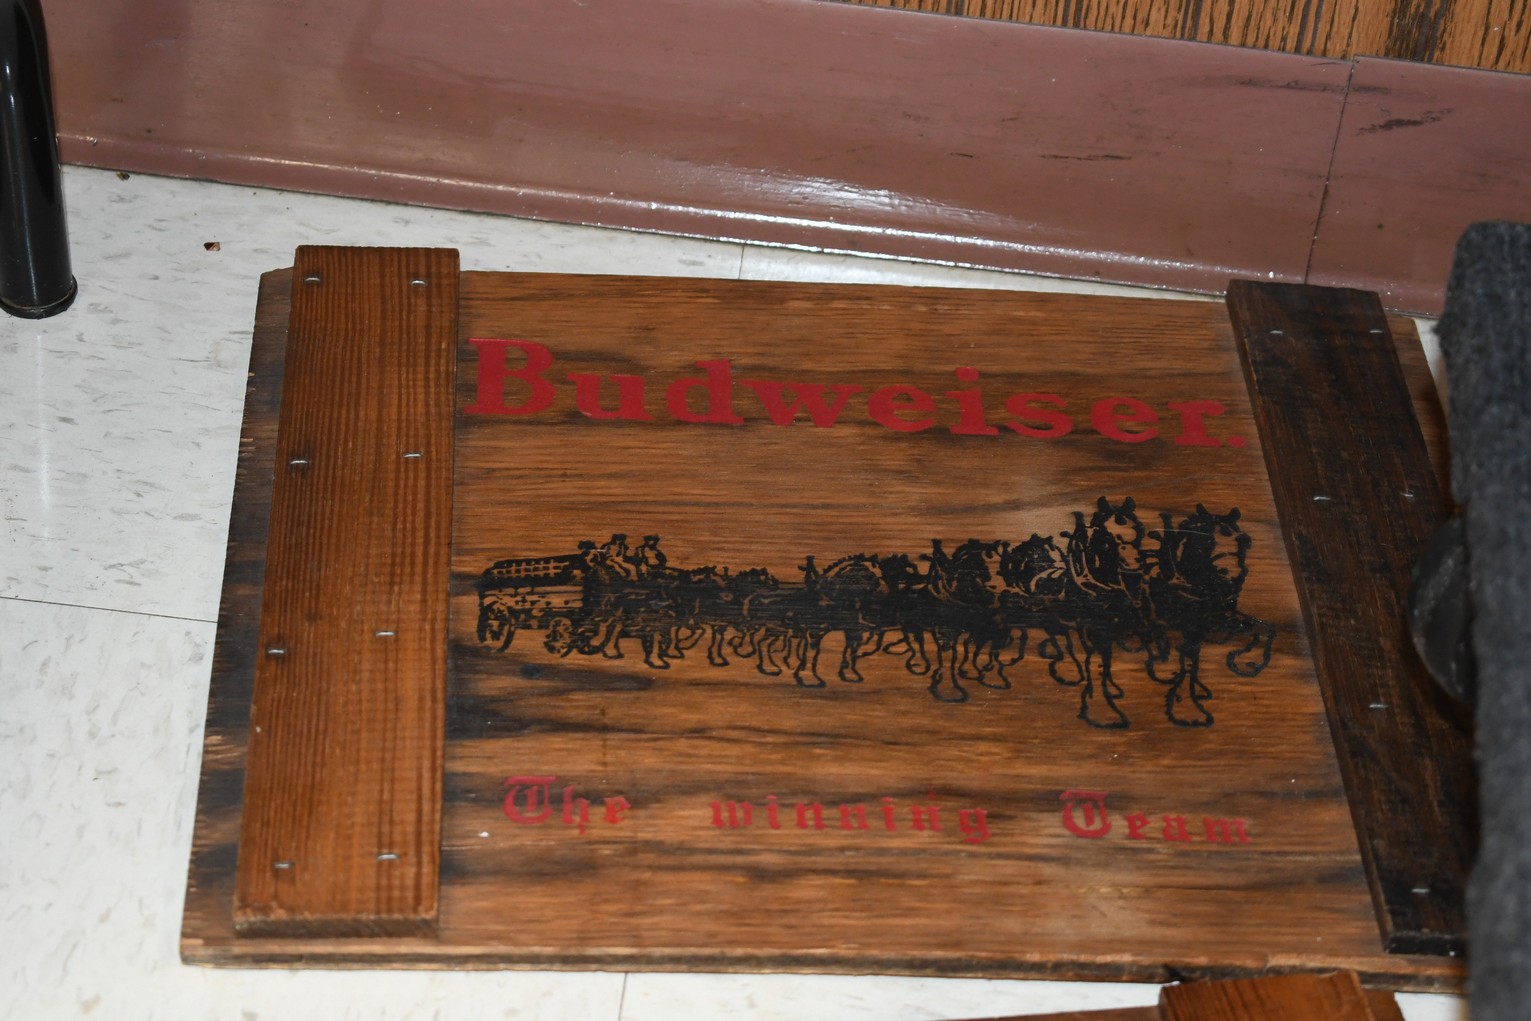 Budweiser.
The winning Team